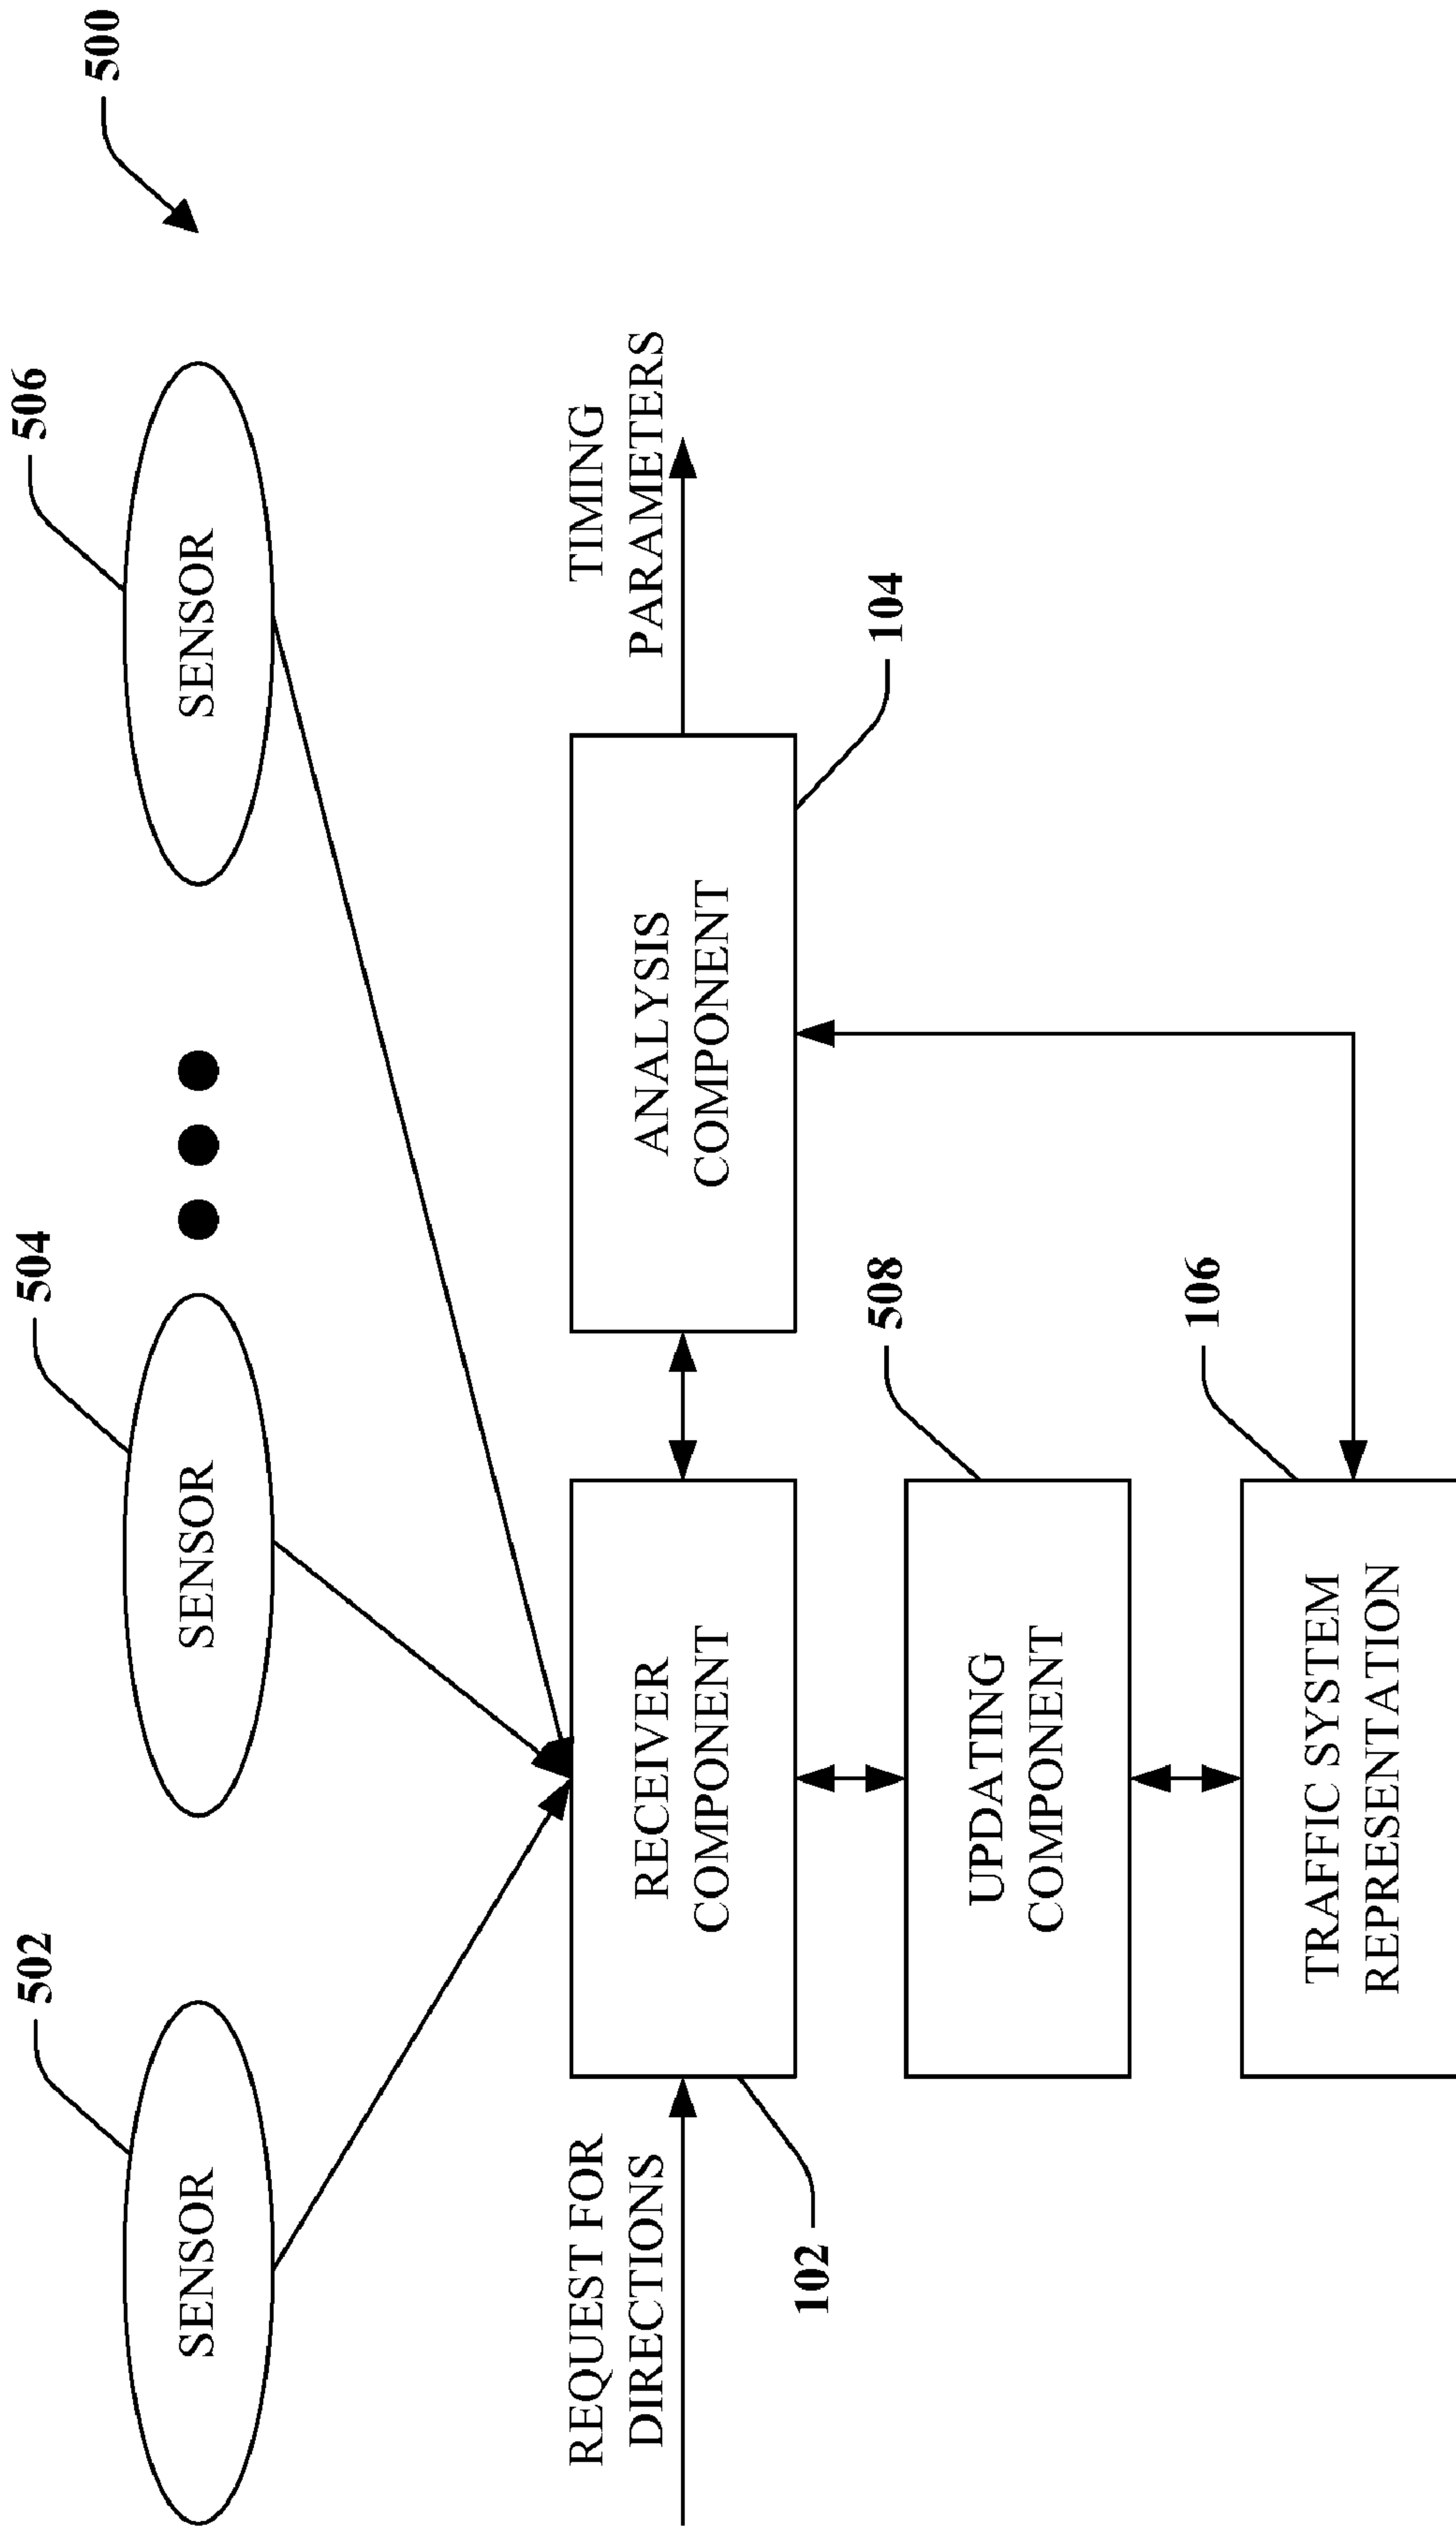 500
502
504
506
SENSOR
SENSOR
SENSOR
REQUEST FOR
DIRECTIONS
RECEIVER
COMPONENT
ANALYSIS
COMPONENT
TIMING
PARAMETERS
102
104
508
UPDATING
COMPONENT
106
TRAFFIC SYSTEM
REPRESENTATION